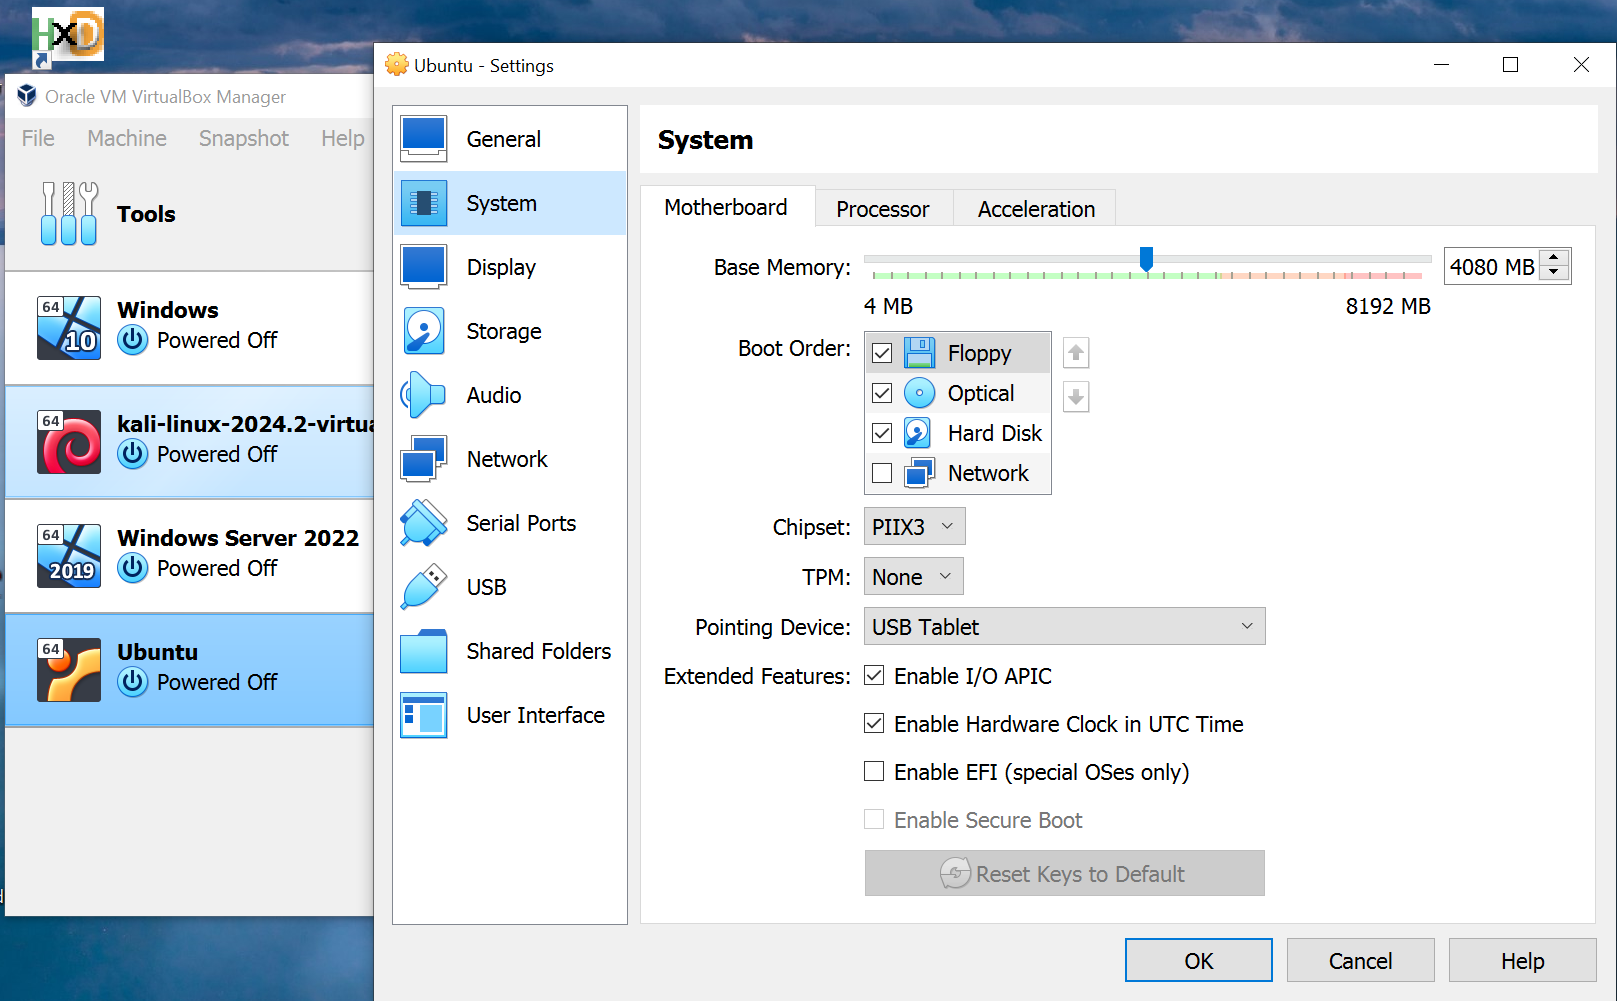 HxD
Oracle VM VirtualBox Manager
File Machine Snapshot Help
Tools
64
10
Windows
Powered Off
64
kali-linux-2024.2-virtua
Powered Off
64
2019
Windows Server 2022
Powered Off
64
Ubuntu
Powered Off
Ubuntu - Settings
General
System
Display
Storage
Audio
Network
Serial Ports
USB
Shared Folders
User Interface
System
Motherboard Processor Acceleration
Base Memory: 4080 MB
4 MB 8192 MB
Boot Order: Floppy
Optical
Hard Disk
Network
Chipset: PIIX3
TPM: None
Pointing Device: USB Tablet
Extended Features: Enable I/O APIC
Enable Hardware Clock in UTC Time
Enable EFI (special OSes only)
Enable Secure Boot
Reset Keys to Default
OK Cancel Help